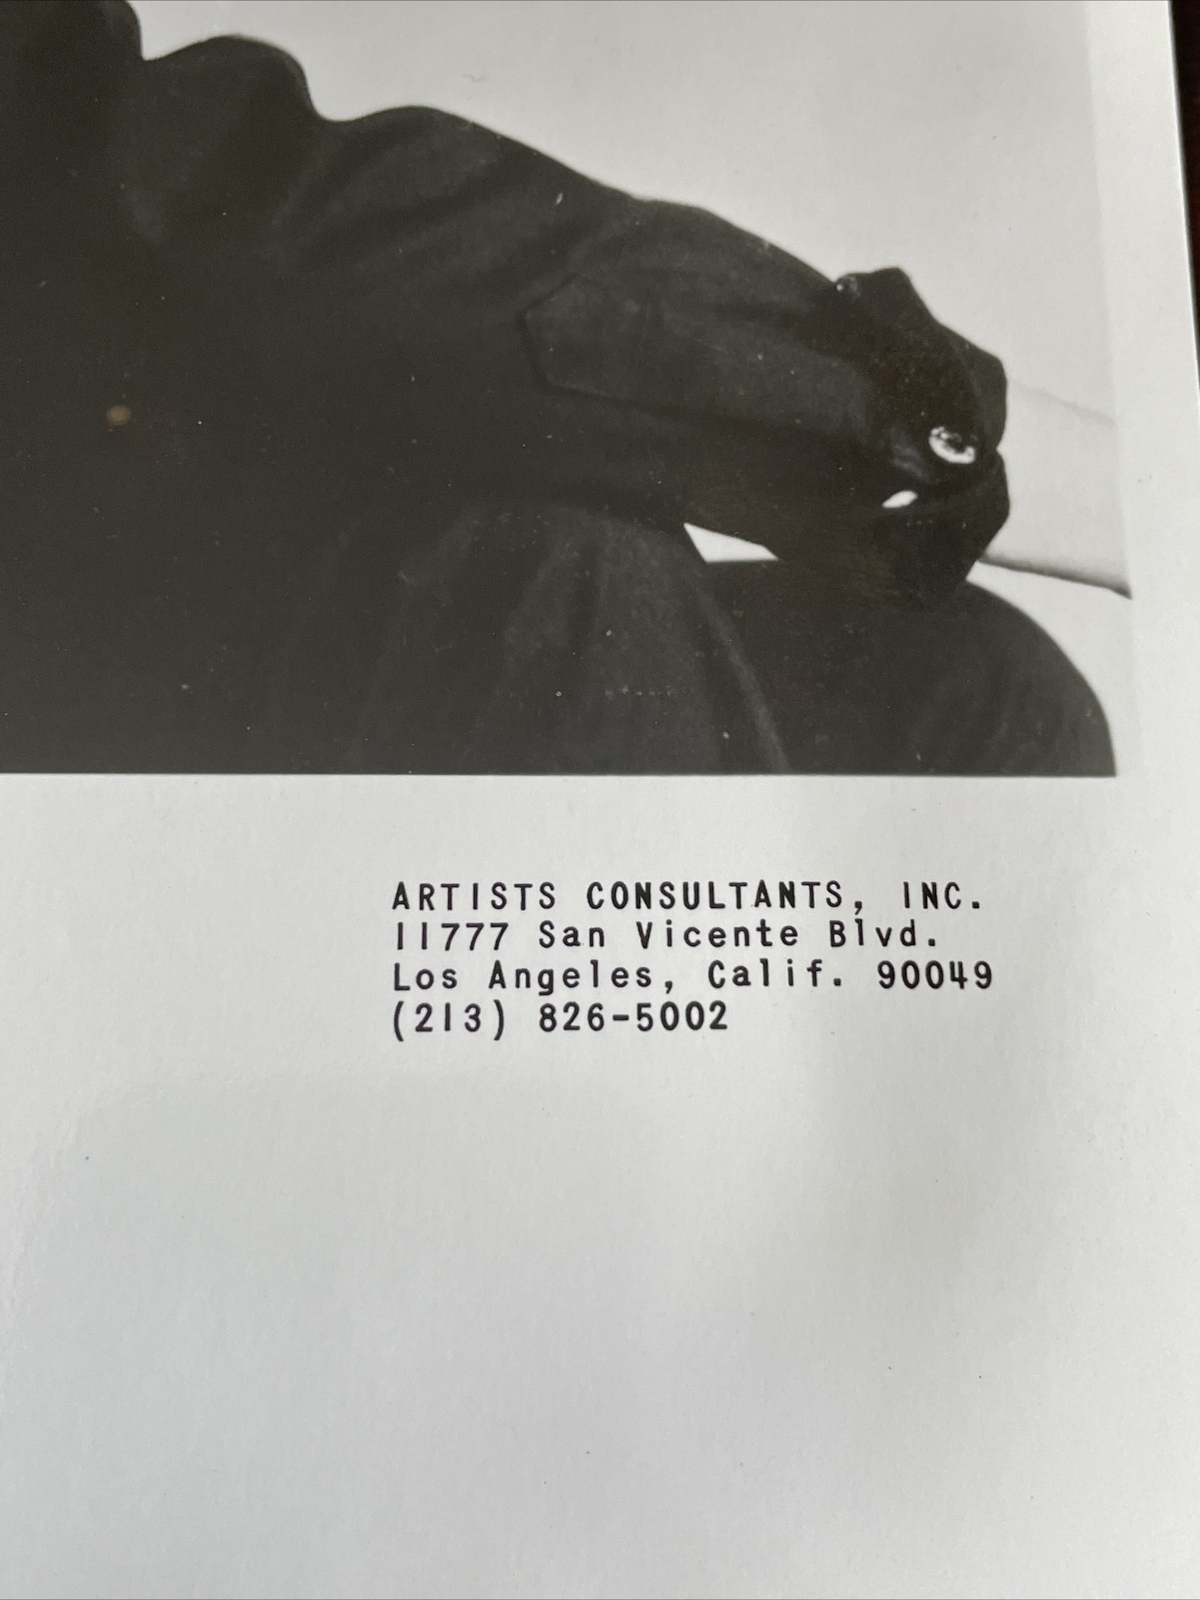 ARTISTS CONSULTANTS, INC.
11777 San Vicente Blvd.
Los Angeles, Calif. 90049
(213) 826-5002